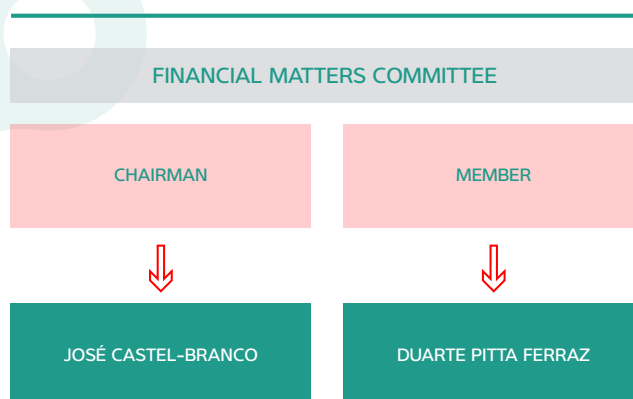 FINANCIAL MATTERS COMMITTEE
CHAIRMAN
MEMBER
JOSÉ CASTEL-BRANCO
DUARTE PITTA FERRAZ